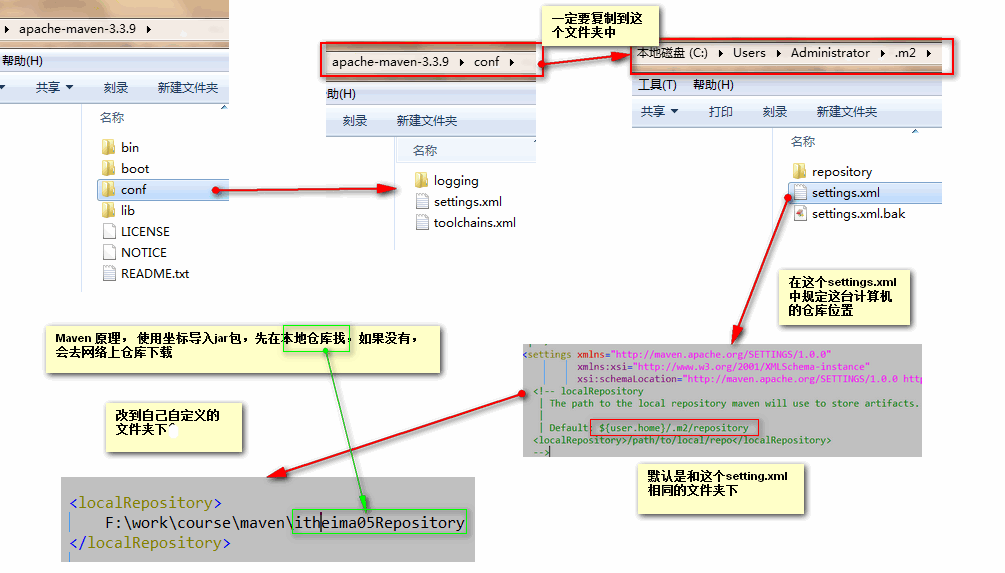 apache-maven-3.3.9
帮助(H)
共享
刻录
新建文件夹
名称
bin
boot
conf
lib
LICENSE
NOTICE
README.txt
apache-maven-3.3.9
conf
助(H)
刻录
新建文件夹
名称
logging
settings.xml
toolchains.xml
一定要复制到这
个文件夹中
本地磁盘 (C:)
Users
Administrator
.m2
工具(T)
帮助(H)
共享
打印
刻录
新建文件夹
名称
repository
settings.xml
settings.xml.bak
在这个settings.xml
中规定这台计算机
的仓库位置
Maven 原理， 使用坐标导入jar包，先在本地仓库找。如果没有，
会去网络上仓库下载
<settings xmlns="http://maven.apache.org/SETTINGS/1.0.0"
xmlns:xsi="http://www.w3.org/2001/XMLSchema-instance"
xsi:schemaLocation="http://maven.apache.org/SETTINGS/1.0.0 http
<!-- localRepository
| The path to the local repository maven will use to store artifacts.
|
| Default: ${user.home}/.m2/repository
<localRepository>/path/to/local/repo</localRepository>
-->
默认是和这个setting.xml
相同的文件夹下
改到自己自定义的
文件夹下
<localRepository>
F:\work\course\maven\itheima05Repository
</localRepository>